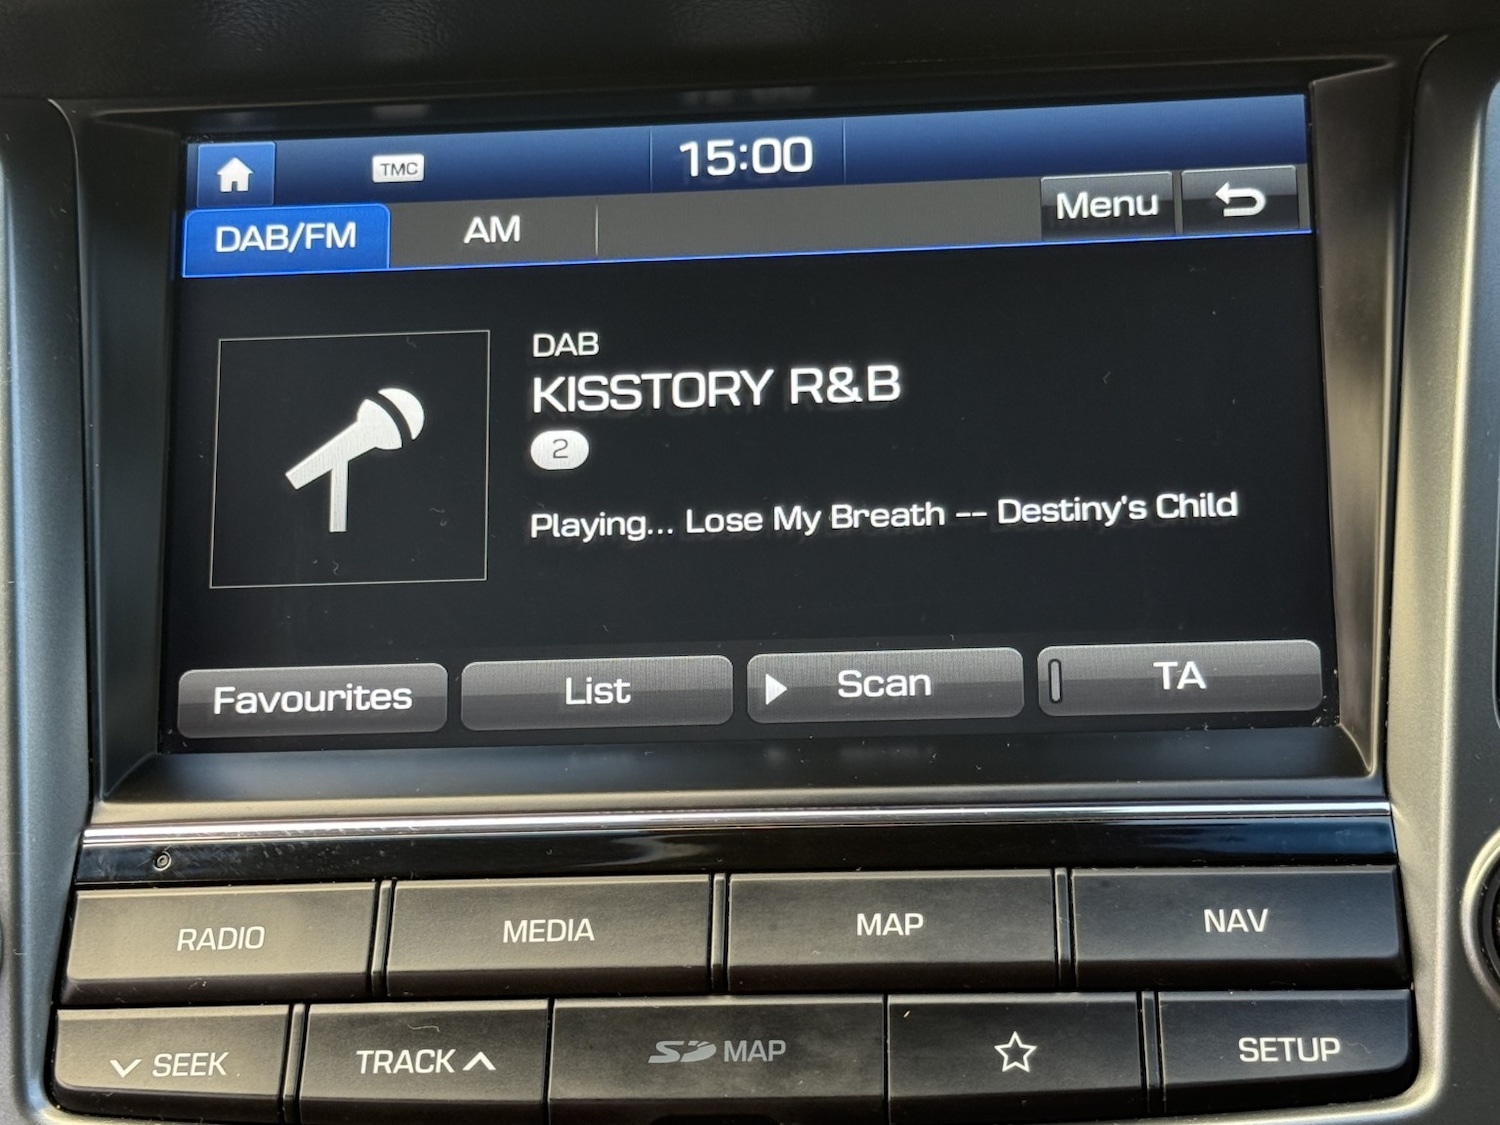 TMC
15:00
DAB/FM
AM
Menu
DAB
KISSTORY R&B
2
Playing... Lose My Breath -- Destiny's Child
Favourites
List
Scan
TA
RADIO
MEDIA
MAP
NAV
SEEK
TRACK
SD MAP
SETUP